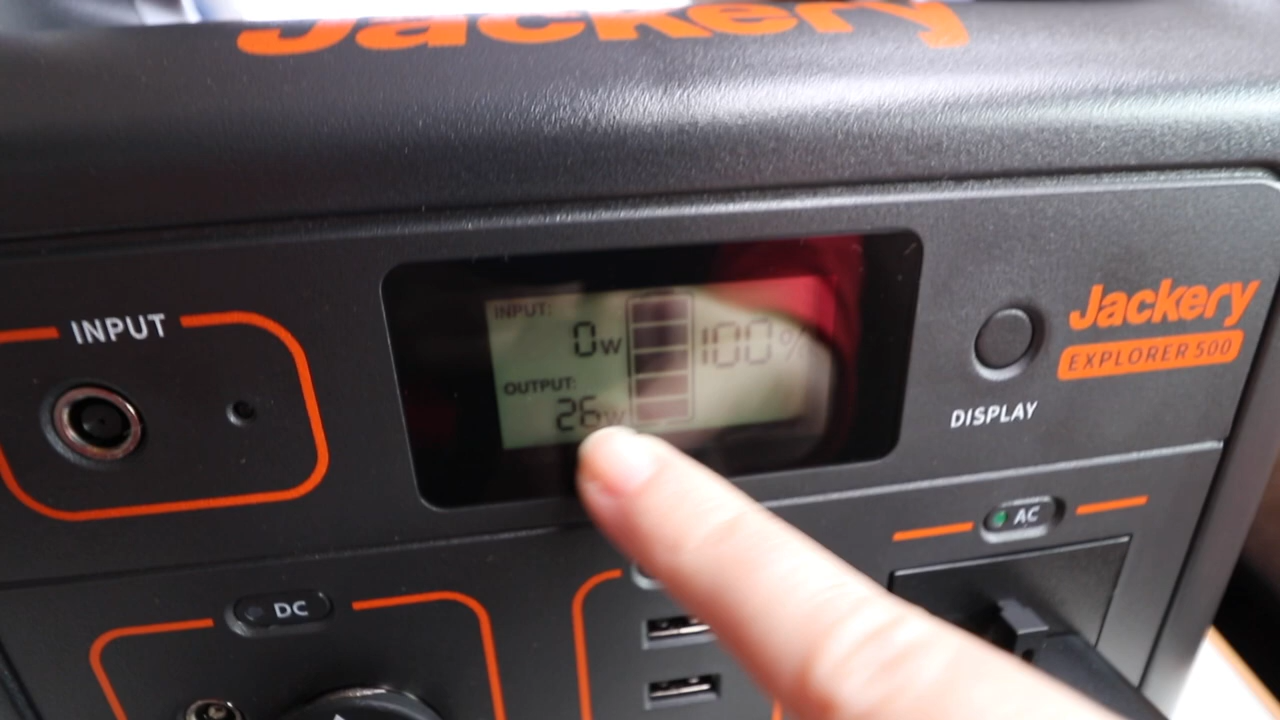 Jackery
INPUT
INPUT:
0W
100%
OUTPUT:
26W
DISPLAY
Jackery
EXPLORER 500
AC
DC